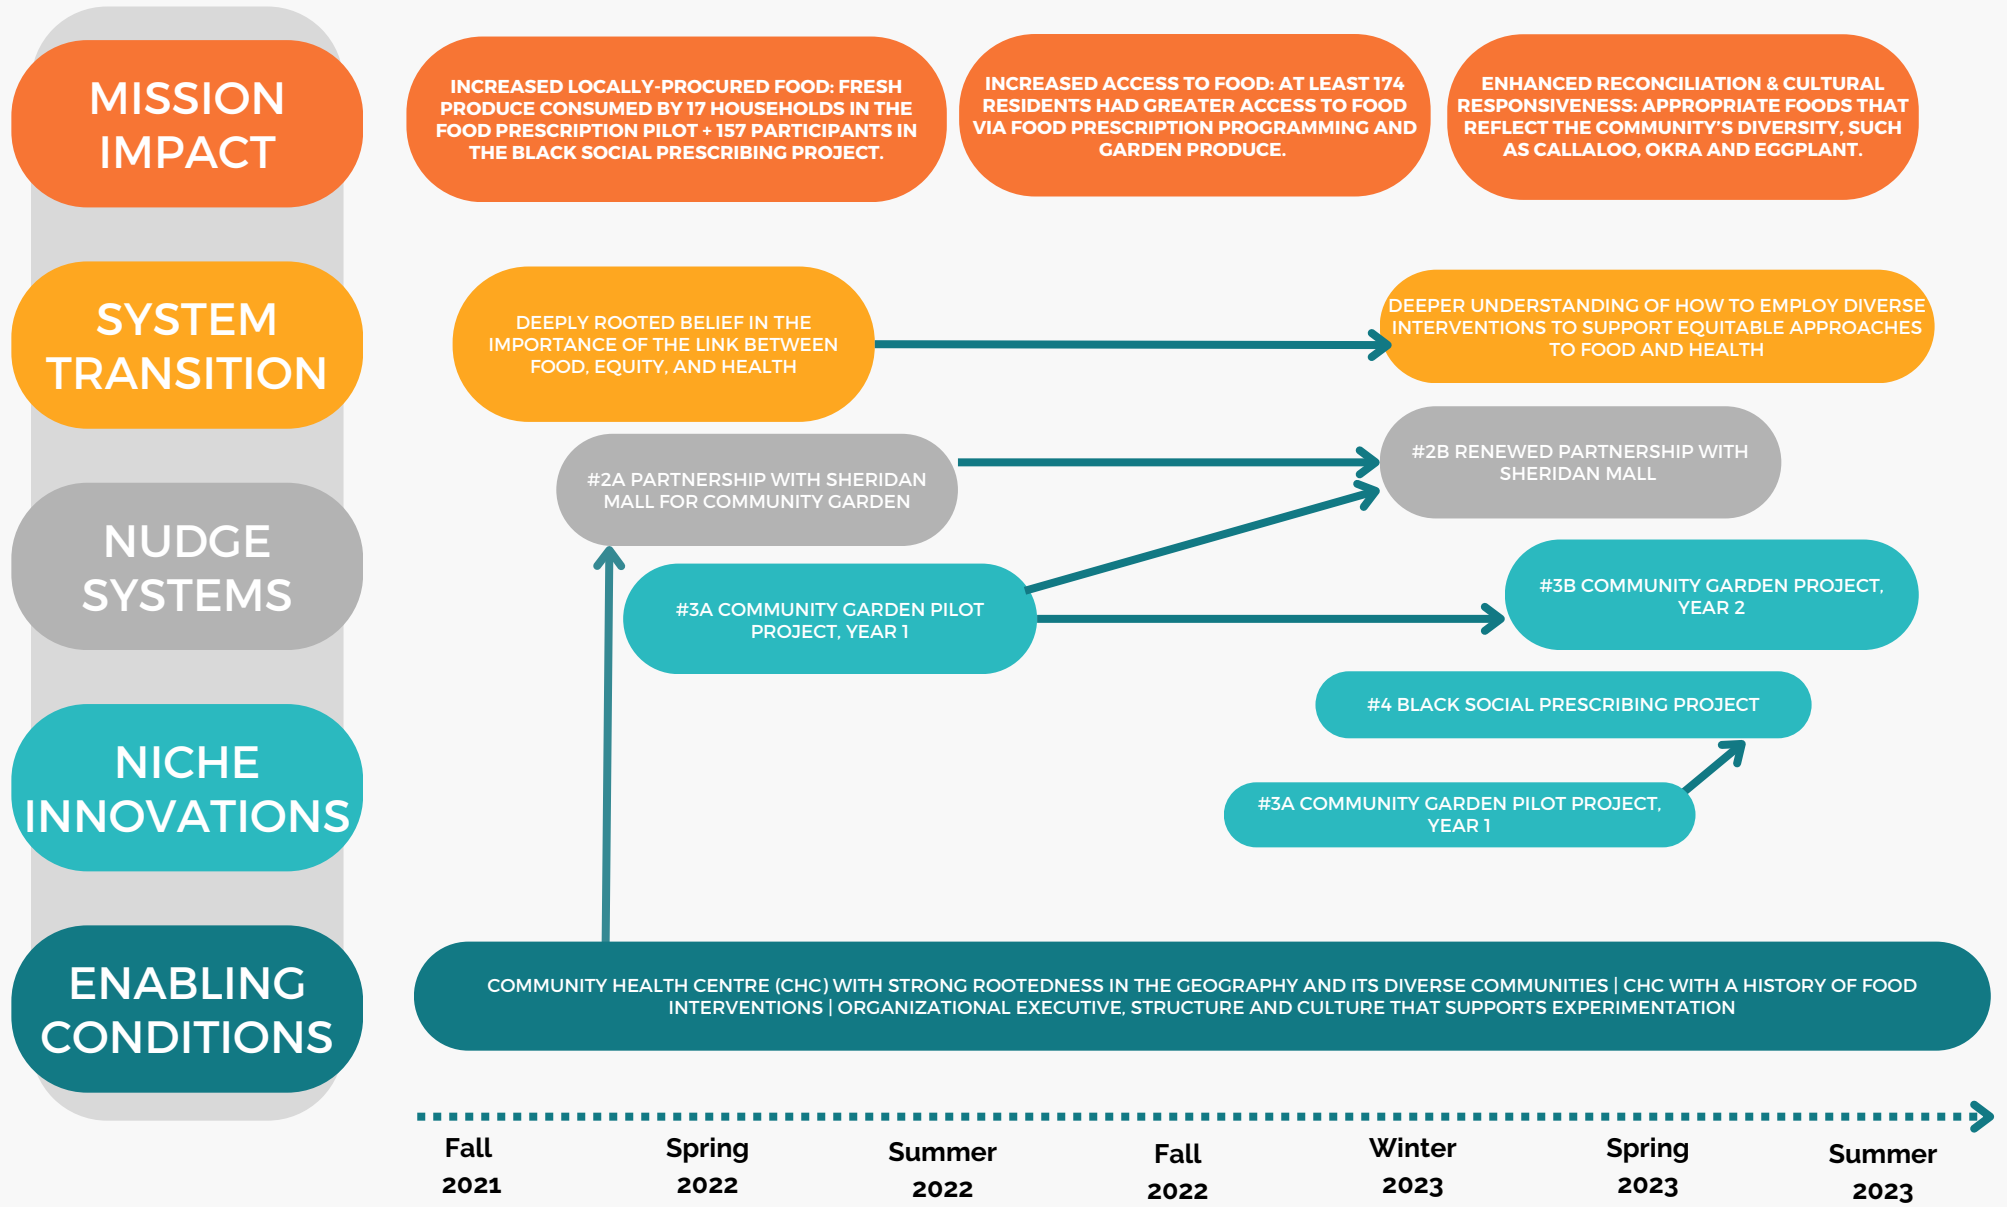 MISSION
IMPACT
INCREASED LOCALLY-PROCURED FOOD: FRESH
PRODUCE CONSUMED BY 17 HOUSEHOLDS IN THE
FOOD PRESCRIPTION PILOT + 157 PARTICIPANTS IN
THE BLACK SOCIAL PRESCRIBING PROJECT.
INCREASED ACCESS TO FOOD: AT LEAST 174
RESIDENTS HAD GREATER ACCESS TO FOOD
VIA FOOD PRESCRIPTION PROGRAMMING AND
GARDEN PRODUCE.
ENHANCED RECONCILIATION & CULTURAL
RESPONSIVENESS: APPROPRIATE FOODS THAT
REFLECT THE COMMUNITY'S DIVERSITY, SUCH
AS CALLALOO, OKRA AND EGGPLANT.
SYSTEM
TRANSITION
DEEPLY ROOTED BELIEF IN THE
IMPORTANCE OF THE LINK BETWEEN
FOOD, EQUITY, AND HEALTH
DEEPER UNDERSTANDING OF HOW TO EMPLOY DIVERSE
INTERVENTIONS TO SUPPORT EQUITABLE APPROACHES
TO FOOD AND HEALTH
NUDGE
SYSTEMS
#2A PARTNERSHIP WITH SHERIDAN
MALL FOR COMMUNITY GARDEN
#2B RENEWED PARTNERSHIP WITH
SHERIDAN MALL
#3A COMMUNITY GARDEN PILOT
PROJECT, YEAR 1
#3B COMMUNITY GARDEN PROJECT,
YEAR 2
NICHE
INNOVATIONS
#4 BLACK SOCIAL PRESCRIBING PROJECT
#3A COMMUNITY GARDEN PILOT PROJECT,
YEAR 1
ENABLING
CONDITIONS
COMMUNITY HEALTH CENTRE (CHC) WITH STRONG ROOTEDNESS IN THE GEOGRAPHY AND ITS DIVERSE COMMUNITIES | CHC WITH A HISTORY OF FOOD
INTERVENTIONS | ORGANIZATIONAL EXECUTIVE, STRUCTURE AND CULTURE THAT SUPPORTS EXPERIMENTATION
Fall
2021
Spring
2022
Summer
2022
Fall
2022
Winter
2023
Spring
2023
Summer
2023